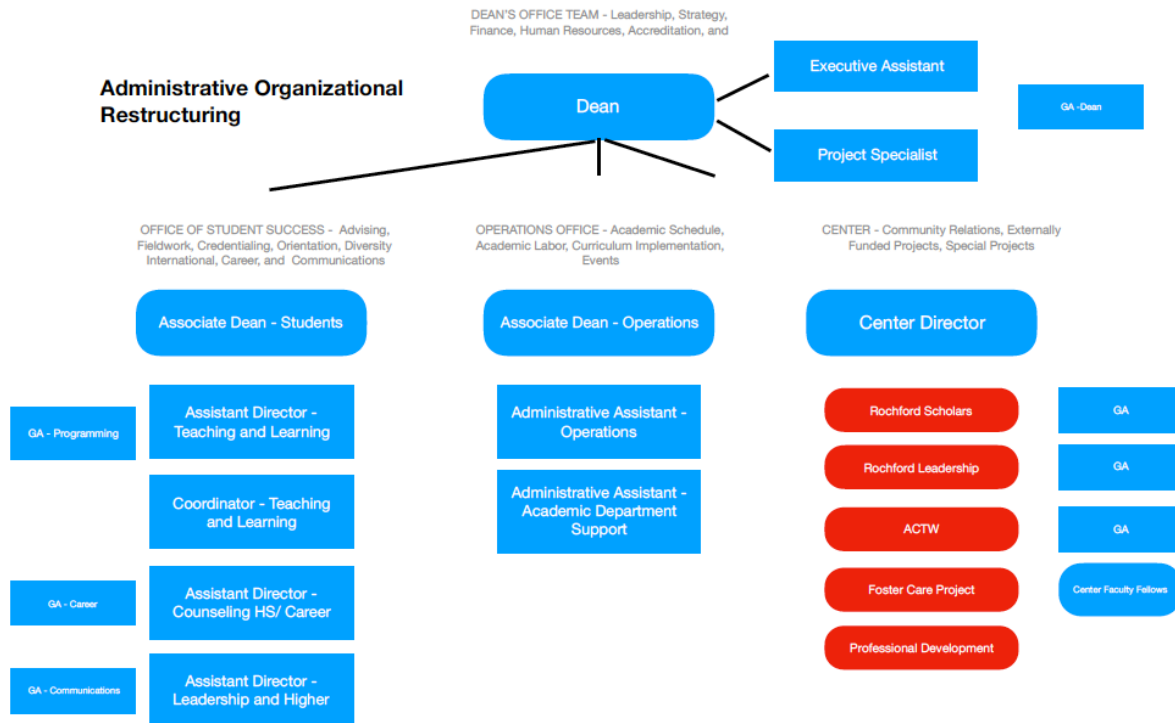 DEAN'S OFFICE TEAM - Leadership, Strategy,
Finance, Human Resources, Accreditation, and
Administrative Organizational
Restructuring
Dean
Executive Assistant
GA -Dean
Project Specialist
OFFICE OF STUDENT SUCCESS - Advising,
Fieldwork, Credentialing, Orientation, Diversity
International, Career, and Communications
OPERATIONS OFFICE - Academic Schedule,
Academic Labor, Curriculum Implementation,
Events
CENTER - Community Relations, Externally
Funded Projects, Special Projects
Associate Dean - Students
Associate Dean - Operations
Center Director
GA - Programming
Assistant Director -
Teaching and Learning
Coordinator - Teaching
and Learning
GA - Career
Assistant Director -
Counseling HS/ Career
GA - Communications
Assistant Director -
Leadership and Higher
Administrative Assistant -
Operations
Administrative Assistant -
Academic Department
Support
Rochford Scholars
GA
Rochford Leadership
GA
ACTW
GA
Foster Care Project
Center Faculty Fellows
Professional Development